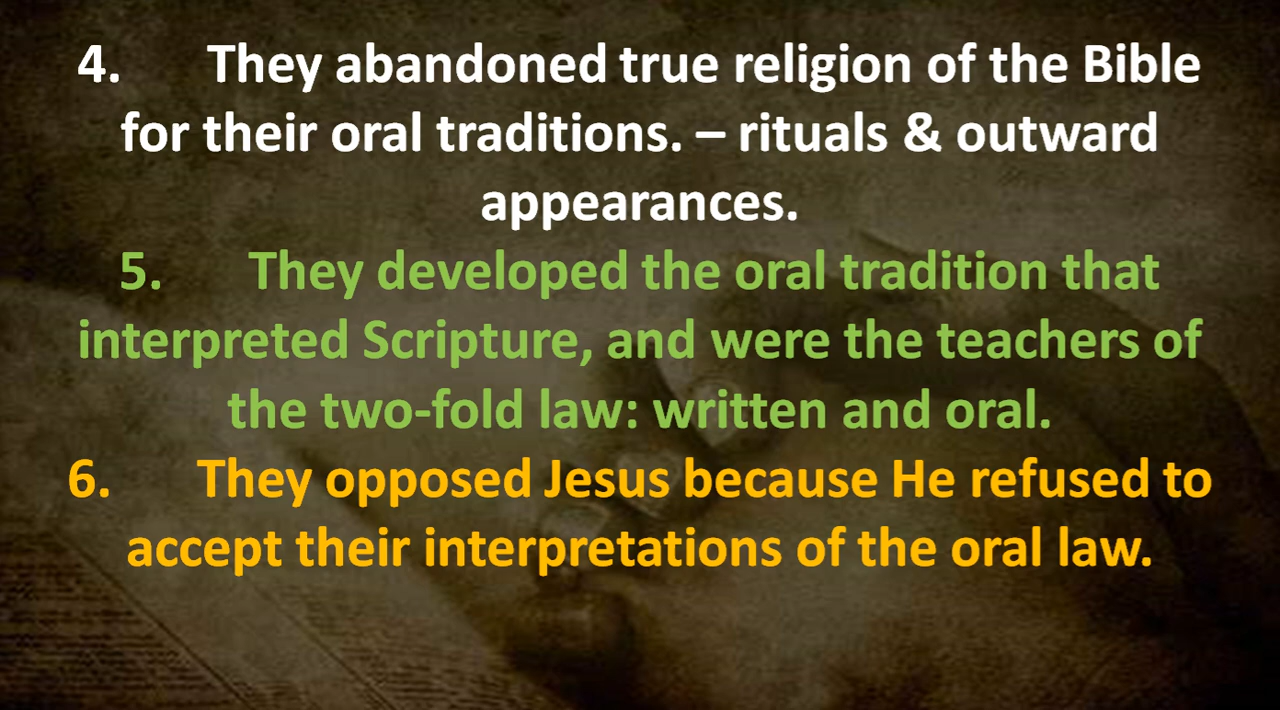 4. They abandoned true religion of the Bible
for their oral traditions. – rituals & outward
appearances.
5. They developed the oral tradition that
interpreted Scripture, and were the teachers of
the two-fold law: written and oral.
6. They opposed Jesus because He refused to
accept their interpretations of the oral law.